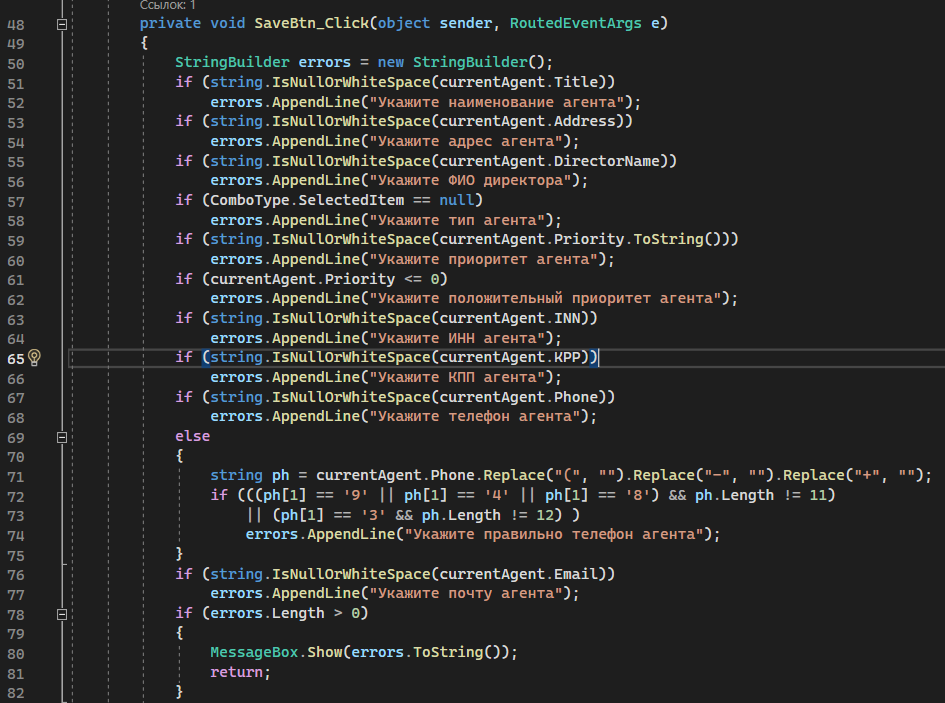 Ссылок: 1
48 private void SaveBtn_Click(object sender, RoutedEventArgs e)
49 {
50 StringBuilder errors = new StringBuilder();
51 if (string.IsNullOrWhiteSpace(currentAgent.Title))
52 errors.AppendLine("Укажите наименование агента");
53 if (string.IsNullOrWhiteSpace(currentAgent.Address))
54 errors.AppendLine("Укажите адрес агента");
55 if (string.IsNullOrWhiteSpace(currentAgent.DirectorName))
56 errors.AppendLine("Укажите ФИО директора");
57 if (ComboType.SelectedItem == null)
58 errors.AppendLine("Укажите тип агента");
59 if (string.IsNullOrWhiteSpace(currentAgent.Priority.ToString()))
60 errors.AppendLine("Укажите приоритет агента");
61 if (currentAgent.Priority <= 0)
62 errors.AppendLine("Укажите положительный приоритет агента");
63 if (string.IsNullOrWhiteSpace(currentAgent.INN))
64 errors.AppendLine("Укажите ИНН агента");
65 if (string.IsNullOrWhiteSpace(currentAgent.KPP))
66 errors.AppendLine("Укажите КПП агента");
67 if (string.IsNullOrWhiteSpace(currentAgent.Phone))
68 errors.AppendLine("Укажите телефон агента");
69 else
70 {
71 string ph = currentAgent.Phone.Replace("(", "").Replace("-", "").Replace("+", "");
72 if (((ph[1] == '9' || ph[1] == '4' || ph[1] == '8') && ph.Length != 11)
73 || (ph[1] == '3' && ph.Length != 12) )
74 errors.AppendLine("Укажите правильно телефон агента");
75 }
76 if (string.IsNullOrWhiteSpace(currentAgent.Email))
77 errors.AppendLine("Укажите почту агента");
78 if (errors.Length > 0)
79 {
80 MessageBox.Show(errors.ToString());
81 return;
82 }